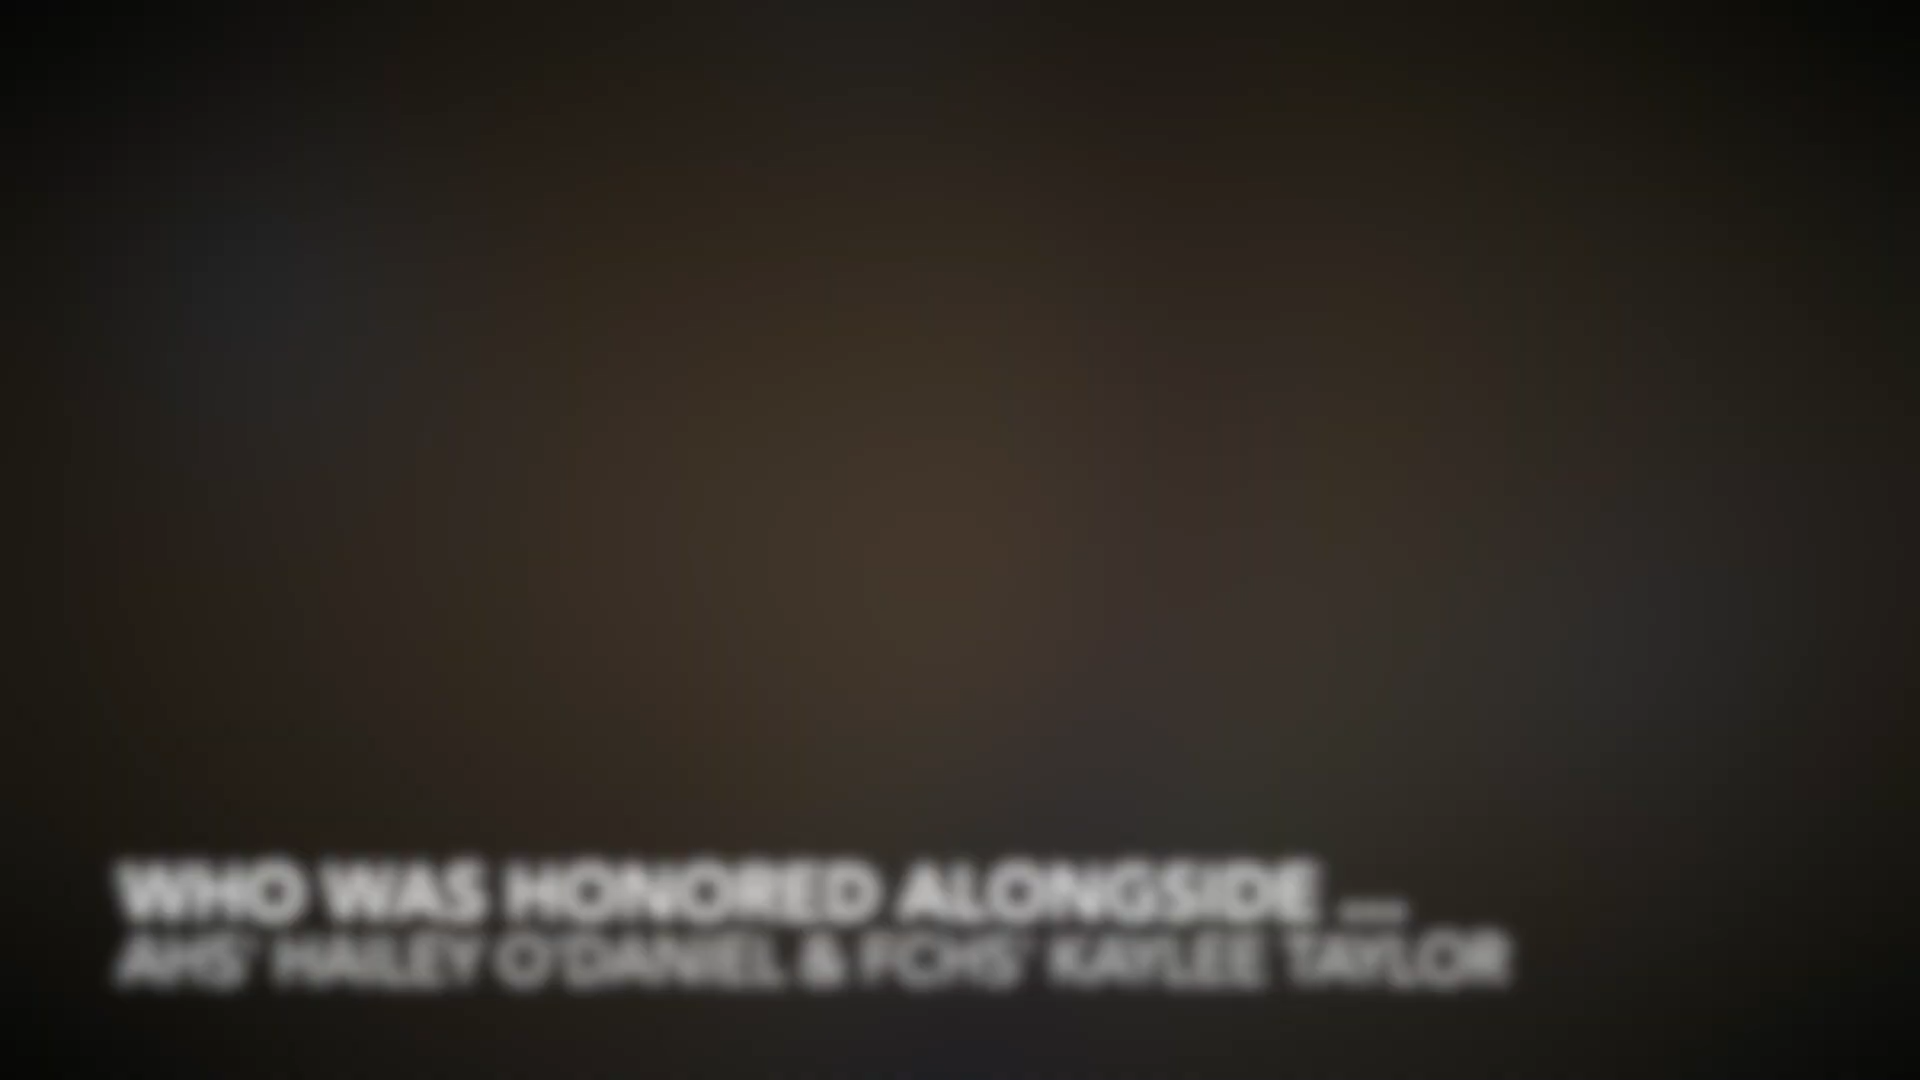 WHO WAS HONORED ALONGSIDE ...
AHS' HAILEY O'DANIEL & FCHS' KAYLEE TAYLOR